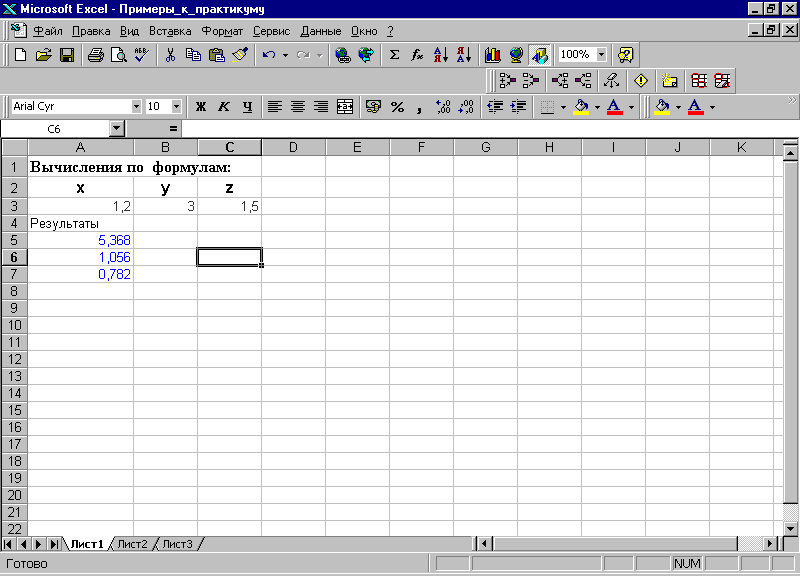 Microsoft Excel - Примеры_к_практикуму
Файл Правка Вид Вставка Формат Сервис Данные Окно ?
100%
Arial Cyr 10 Ж К Ч %
C6 =
A B C D E F G H I J K
1 Вычисления по формулам:
2 x y z
3 1,2 3 1,5
4 Результаты
5 5,368
6 1,056
7 0,782
8
9
10
11
12
13
14
15
16
17
18
19
20
21
22
Лист1 Лист2 Лист3
Готово NUM